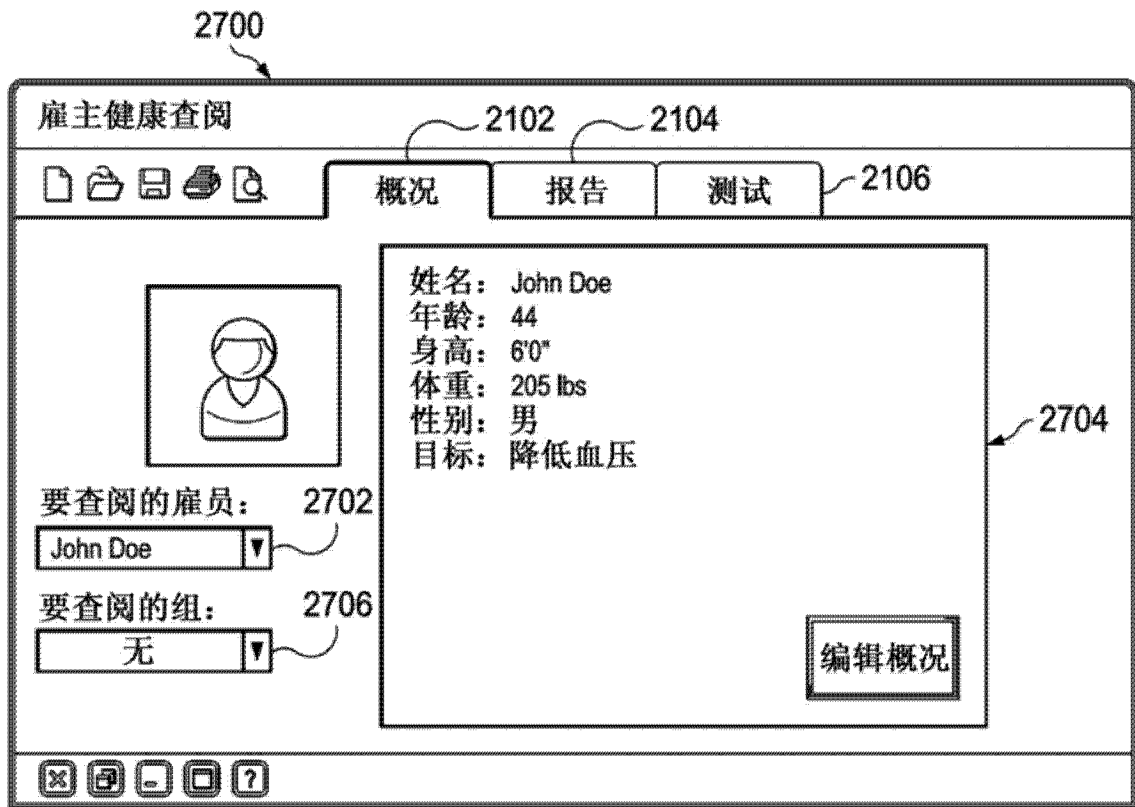 2700
雇主健康查阅
2102
2104
概况
报告
测试
2106
姓名： John Doe
年龄： 44
身高： 6'0"
体重： 205 lbs
性别： 男
目标： 降低血压
2704
要查阅的雇员：
2702
John Doe
要查阅的组：
2706
无
编辑概况
?